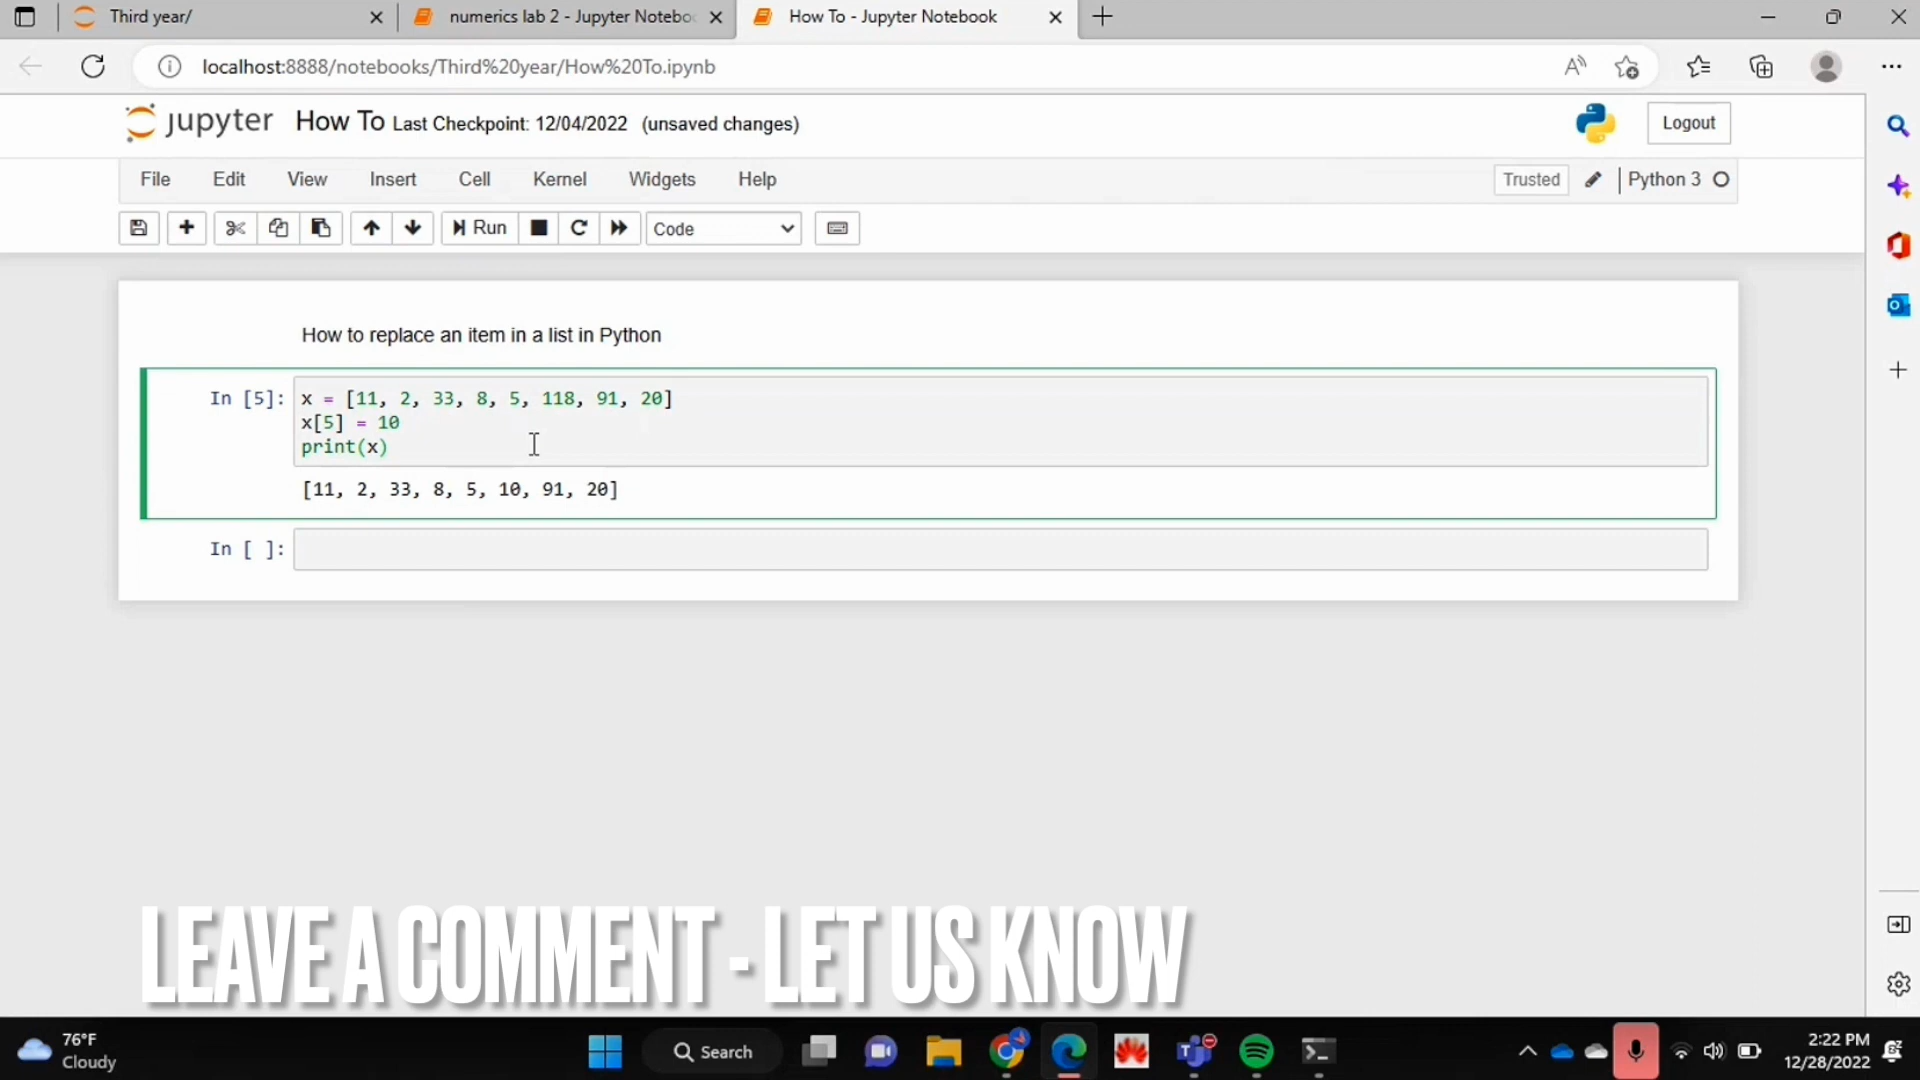 Third year/
numerics lab 2 - Jupyter Notebo
How To - Jupyter Notebook
localhost:8888/notebooks/Third%20year/How%20To.ipynb
jupyter How To Last Checkpoint: 12/04/2022 (unsaved changes)
Logout
File Edit View Insert Cell Kernel Widgets Help
Trusted
Python 3
Run
Code
How to replace an item in a list in Python
In [5]: x = [11, 2, 33, 8, 5, 118, 91, 20]
x[5] = 10
print(x)
[11, 2, 33, 8, 5, 10, 91, 20]
In [ ]:
LEAVE A COMMENT - LET US KNOW
76°F
Cloudy
Search
2:22 PM
12/28/2022